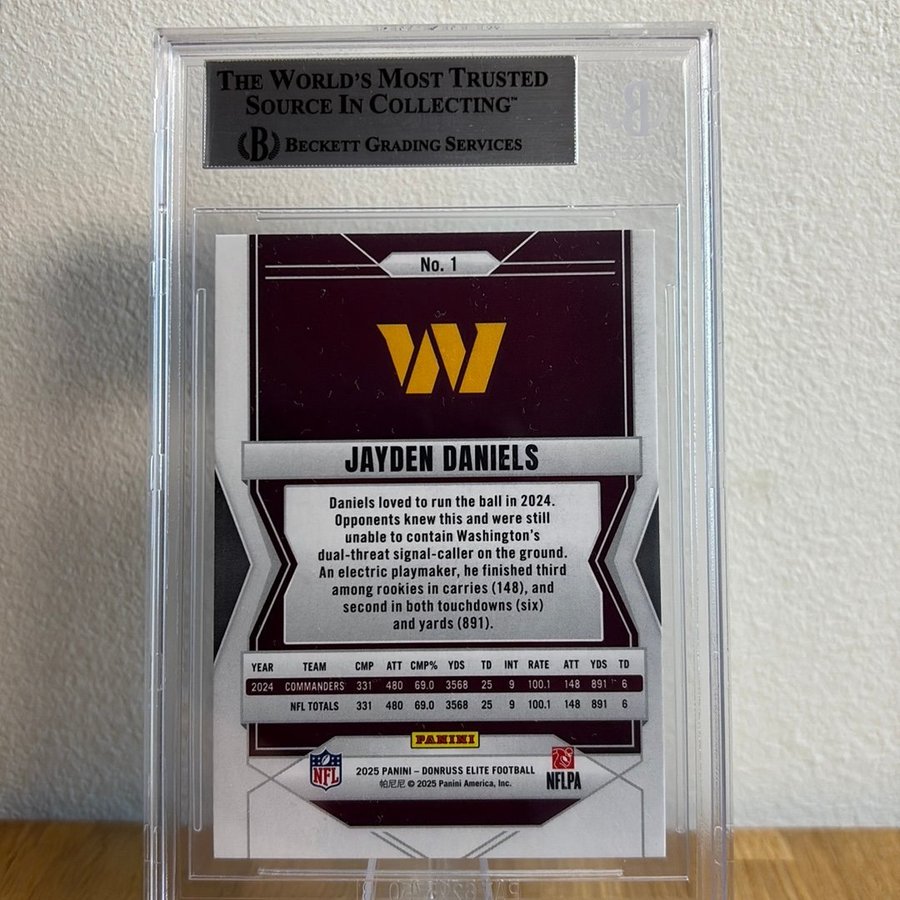 THE WORLD'S MOST TRUSTED
SOURCE IN COLLECTING™
B BECKETT GRADING SERVICES
B
No. 1
W
JAYDEN DANIELS
Daniels loved to run the ball in 2024.
Opponents knew this and were still
unable to contain Washington's
dual-threat signal-caller on the ground.
An electric playmaker, he finished third
among rookies in carries (148), and
second in both touchdowns (six)
and yards (891).
YEAR TEAM CMP ATT CMP% YDS TD INT RATE ATT YDS TD
2024 COMMANDERS 331 480 69.0 3568 25 9 100.1 148 891 6
NFL TOTALS 331 480 69.0 3568 25 9 100.1 148 891 6
PANINI
NFL
2025 PANINI – DONRUSS ELITE FOOTBALL
帕尼尼 © 2025 Panini America, Inc.
NFLPA